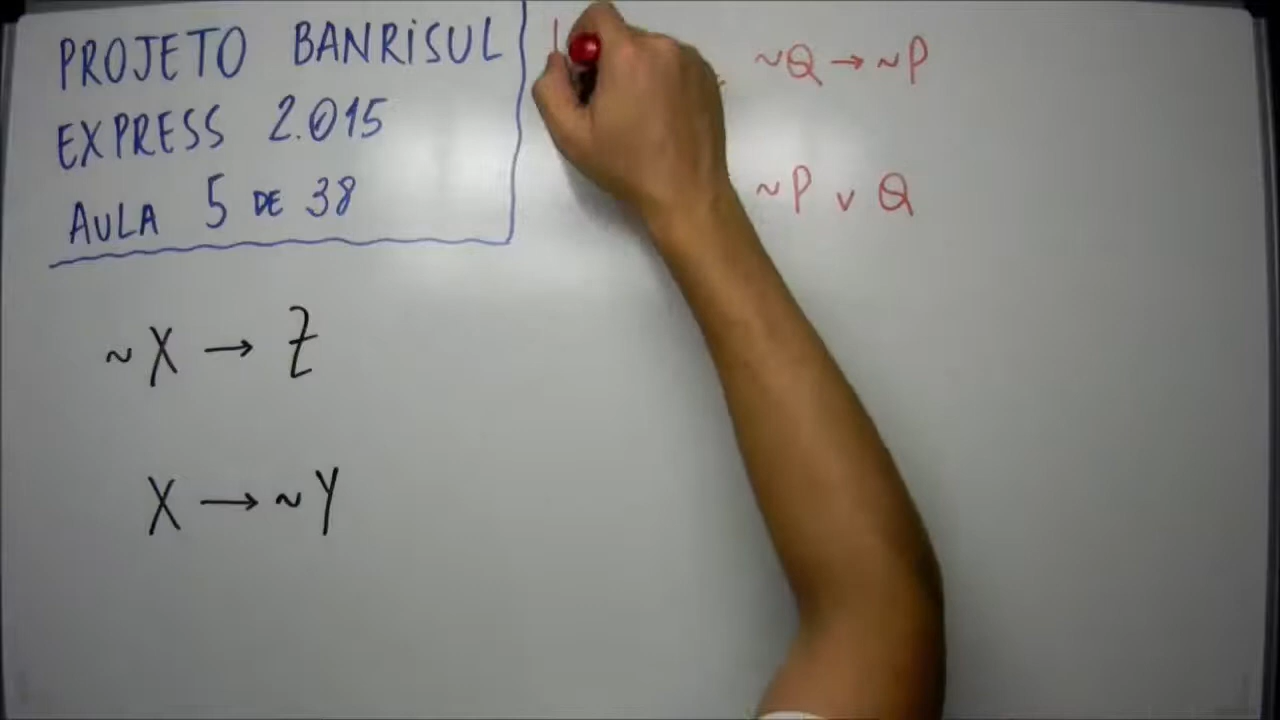 PROJETO BANRISUL
EXPRESS 2.015
AULA 5 DE 38
~Q → ~P
~P v Q
~X → Z
X → ~Y